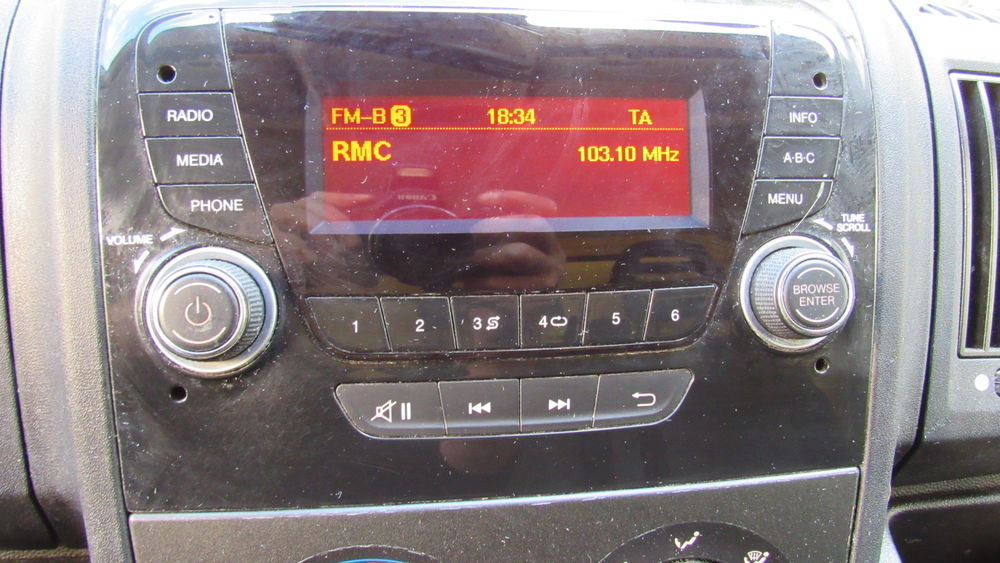 FM-B 3 18:34 TA
RMC 103.10 MHz
RADIO
MEDIA
PHONE
VOLUME
INFO
A·B·C
MENU
TUNE
SCROLL
BROWSE
ENTER
1 2 3 4 5 6
Canon